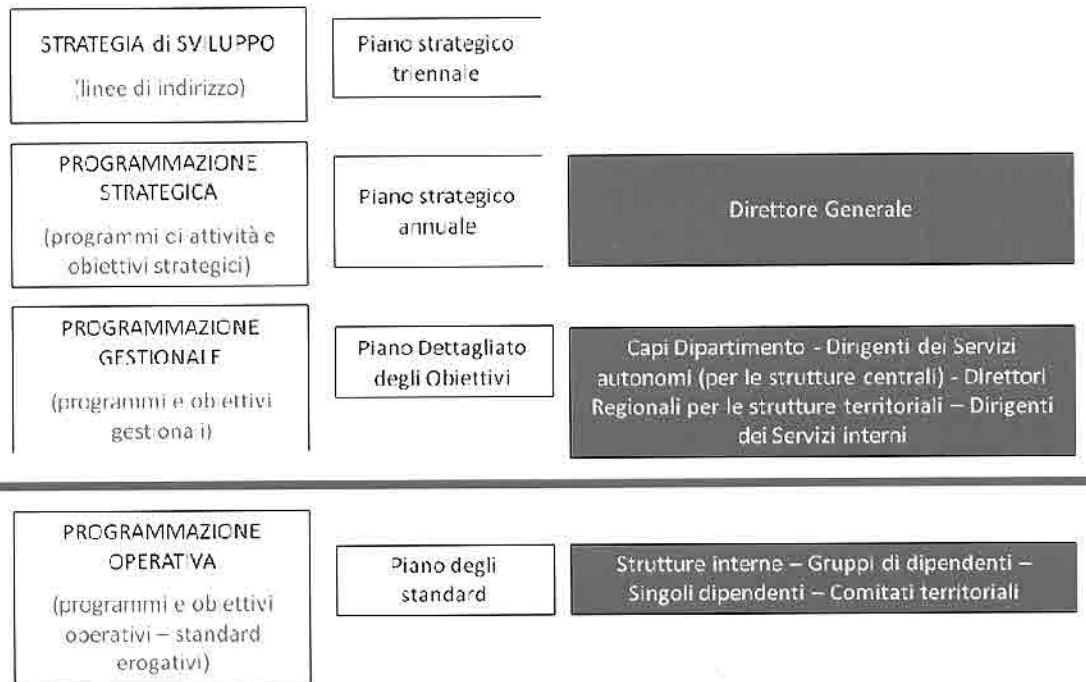 STRATEGIA di SVILUPPO
(linee di indirizzo)
Piano strategico
triennale
PROGRAMMAZIONE
STRATEGICA
(programmi di attività e
obiettivi strategici)
Piano strategico
annuale
Direttore Generale
PROGRAMMAZIONE
GESTIONALE
(programmi e obiettivi
gestionali)
Piano Dettagliato
degli Obiettivi
Capi Dipartimento - Dirigenti dei Servizi
autonomi (per le strutture centrali) - Direttori
Regionali per le strutture territoriali – Dirigenti
dei Servizi interni
PROGRAMMAZIONE
OPERATIVA
(programmi e obiettivi
operativi – standard
erogativi)
Piano degli
standard
Strutture interne – Gruppi di dipendenti –
Singoli dipendenti – Comitati territoriali